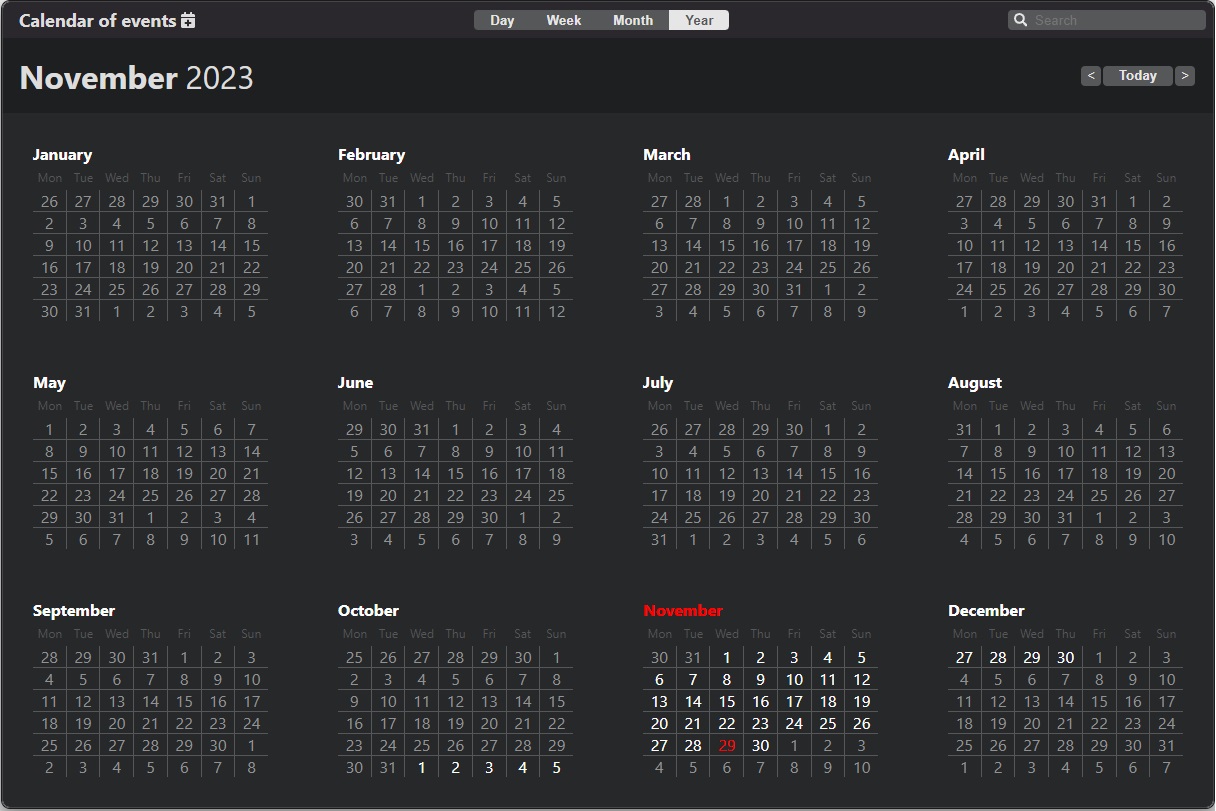 Calendar of events Day Week Month Year Search
November 2023 < Today >
January February March April
Mon Tue Wed Thu Fri Sat Sun Mon Tue Wed Thu Fri Sat Sun Mon Tue Wed Thu Fri Sat Sun Mon Tue Wed Thu Fri Sat Sun
26 27 28 29 30 31 1 30 31 1 2 3 4 5 27 28 1 2 3 4 5 27 28 29 30 31 1 2
2 3 4 5 6 7 8 6 7 8 9 10 11 12 6 7 8 9 10 11 12 3 4 5 6 7 8 9
9 10 11 12 13 14 15 13 14 15 16 17 18 19 13 14 15 16 17 18 19 10 11 12 13 14 15 16
16 17 18 19 20 21 22 20 21 22 23 24 25 26 20 21 22 23 24 25 26 17 18 19 20 21 22 23
23 24 25 26 27 28 29 27 28 1 2 3 4 5 27 28 29 30 31 1 2 24 25 26 27 28 29 30
30 31 1 2 3 4 5 6 7 8 9 10 11 12 3 4 5 6 7 8 9 1 2 3 4 5 6 7
May June July August
Mon Tue Wed Thu Fri Sat Sun Mon Tue Wed Thu Fri Sat Sun Mon Tue Wed Thu Fri Sat Sun Mon Tue Wed Thu Fri Sat Sun
1 2 3 4 5 6 7 29 30 31 1 2 3 4 26 27 28 29 30 1 2 31 1 2 3 4 5 6
8 9 10 11 12 13 14 5 6 7 8 9 10 11 3 4 5 6 7 8 9 7 8 9 10 11 12 13
15 16 17 18 19 20 21 12 13 14 15 16 17 18 10 11 12 13 14 15 16 14 15 16 17 18 19 20
22 23 24 25 26 27 28 19 20 21 22 23 24 25 17 18 19 20 21 22 23 21 22 23 24 25 26 27
29 30 31 1 2 3 4 26 27 28 29 30 1 2 24 25 26 27 28 29 30 28 29 30 31 1 2 3
5 6 7 8 9 10 11 3 4 5 6 7 8 9 31 1 2 3 4 5 6 4 5 6 7 8 9 10
September October November December
Mon Tue Wed Thu Fri Sat Sun Mon Tue Wed Thu Fri Sat Sun Mon Tue Wed Thu Fri Sat Sun Mon Tue Wed Thu Fri Sat Sun
28 29 30 31 1 2 3 25 26 27 28 29 30 1 30 31 1 2 3 4 5 27 28 29 30 1 2 3
4 5 6 7 8 9 10 2 3 4 5 6 7 8 6 7 8 9 10 11 12 4 5 6 7 8 9 10
11 12 13 14 15 16 17 9 10 11 12 13 14 15 13 14 15 16 17 18 19 11 12 13 14 15 16 17
18 19 20 21 22 23 24 16 17 18 19 20 21 22 20 21 22 23 24 25 26 18 19 20 21 22 23 24
25 26 27 28 29 30 1 23 24 25 26 27 28 29 27 28 29 30 1 2 3 25 26 27 28 29 30 31
2 3 4 5 6 7 8 30 31 1 2 3 4 5 4 5 6 7 8 9 10 1 2 3 4 5 6 7